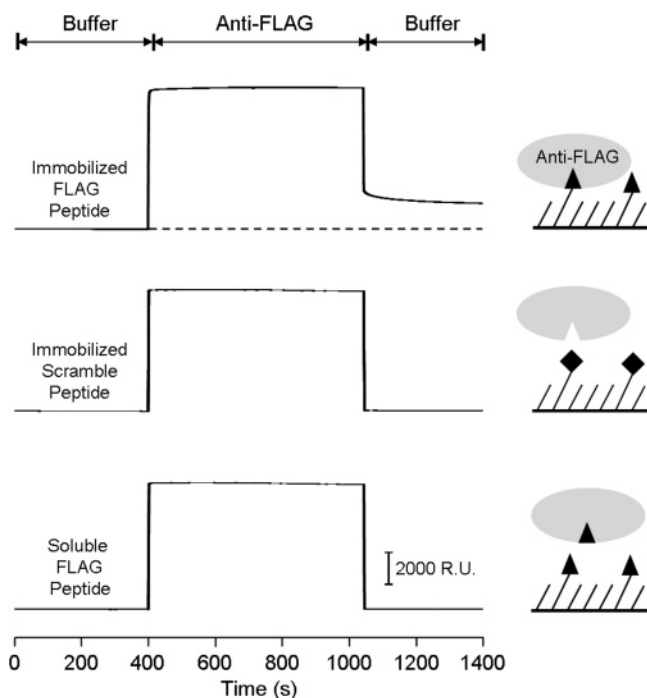 Buffer Anti-FLAG Buffer
Immobilized
FLAG
Peptide
Anti-FLAG
Immobilized
Scramble
Peptide
Soluble
FLAG
Peptide
2000 R.U.
0 200 400 600 800 1000 1200 1400
Time (s)